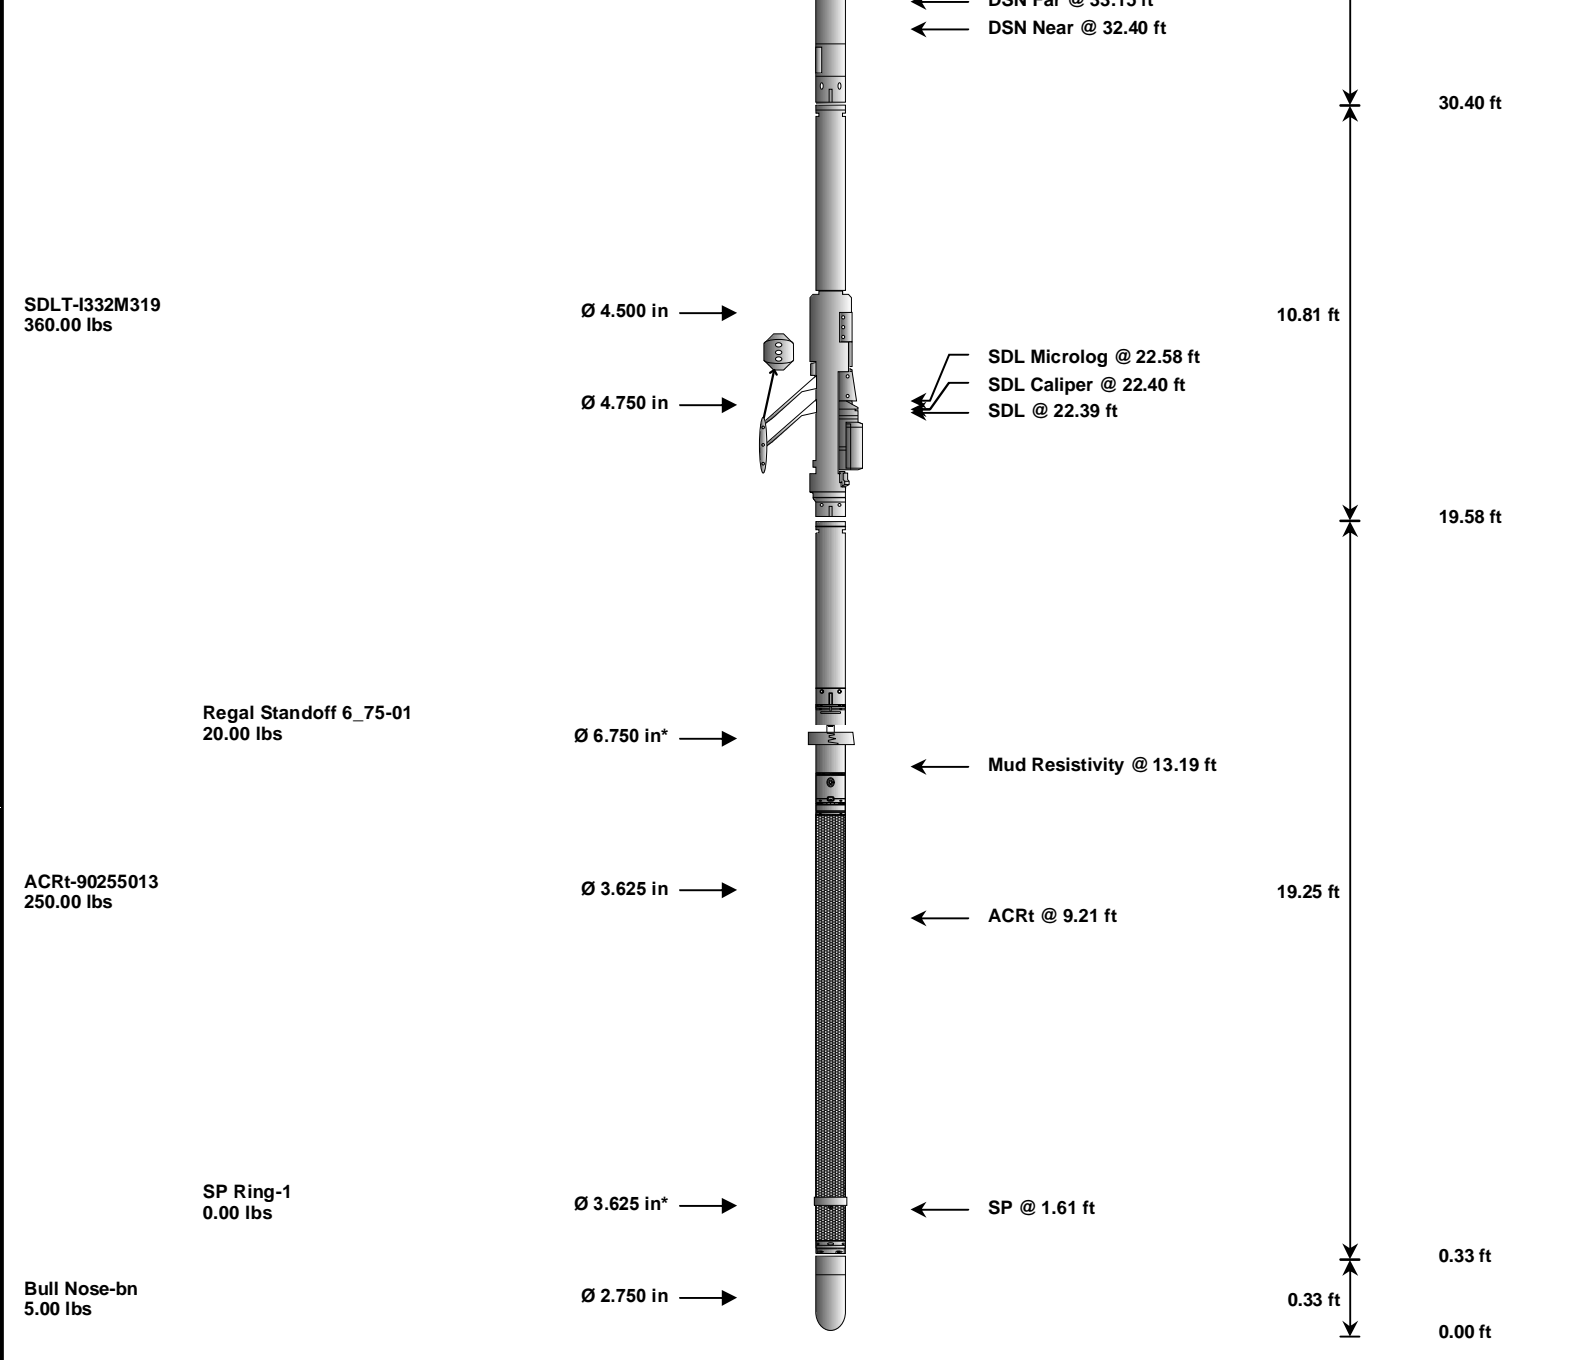 DSN Far @ 33.15 ft
DSN Near @ 32.40 ft
30.40 ft
SDLT-I332M319
360.00 lbs
Ø 4.500 in
10.81 ft
SDL Microlog @ 22.58 ft
SDL Caliper @ 22.40 ft
Ø 4.750 in
SDL @ 22.39 ft
19.58 ft
Regal Standoff 6_75-01
20.00 lbs
Ø 6.750 in*
Mud Resistivity @ 13.19 ft
ACRt-90255013
250.00 lbs
Ø 3.625 in
19.25 ft
ACRt @ 9.21 ft
SP Ring-1
0.00 lbs
Ø 3.625 in*
SP @ 1.61 ft
0.33 ft
Bull Nose-bn
5.00 lbs
Ø 2.750 in
0.33 ft
0.00 ft